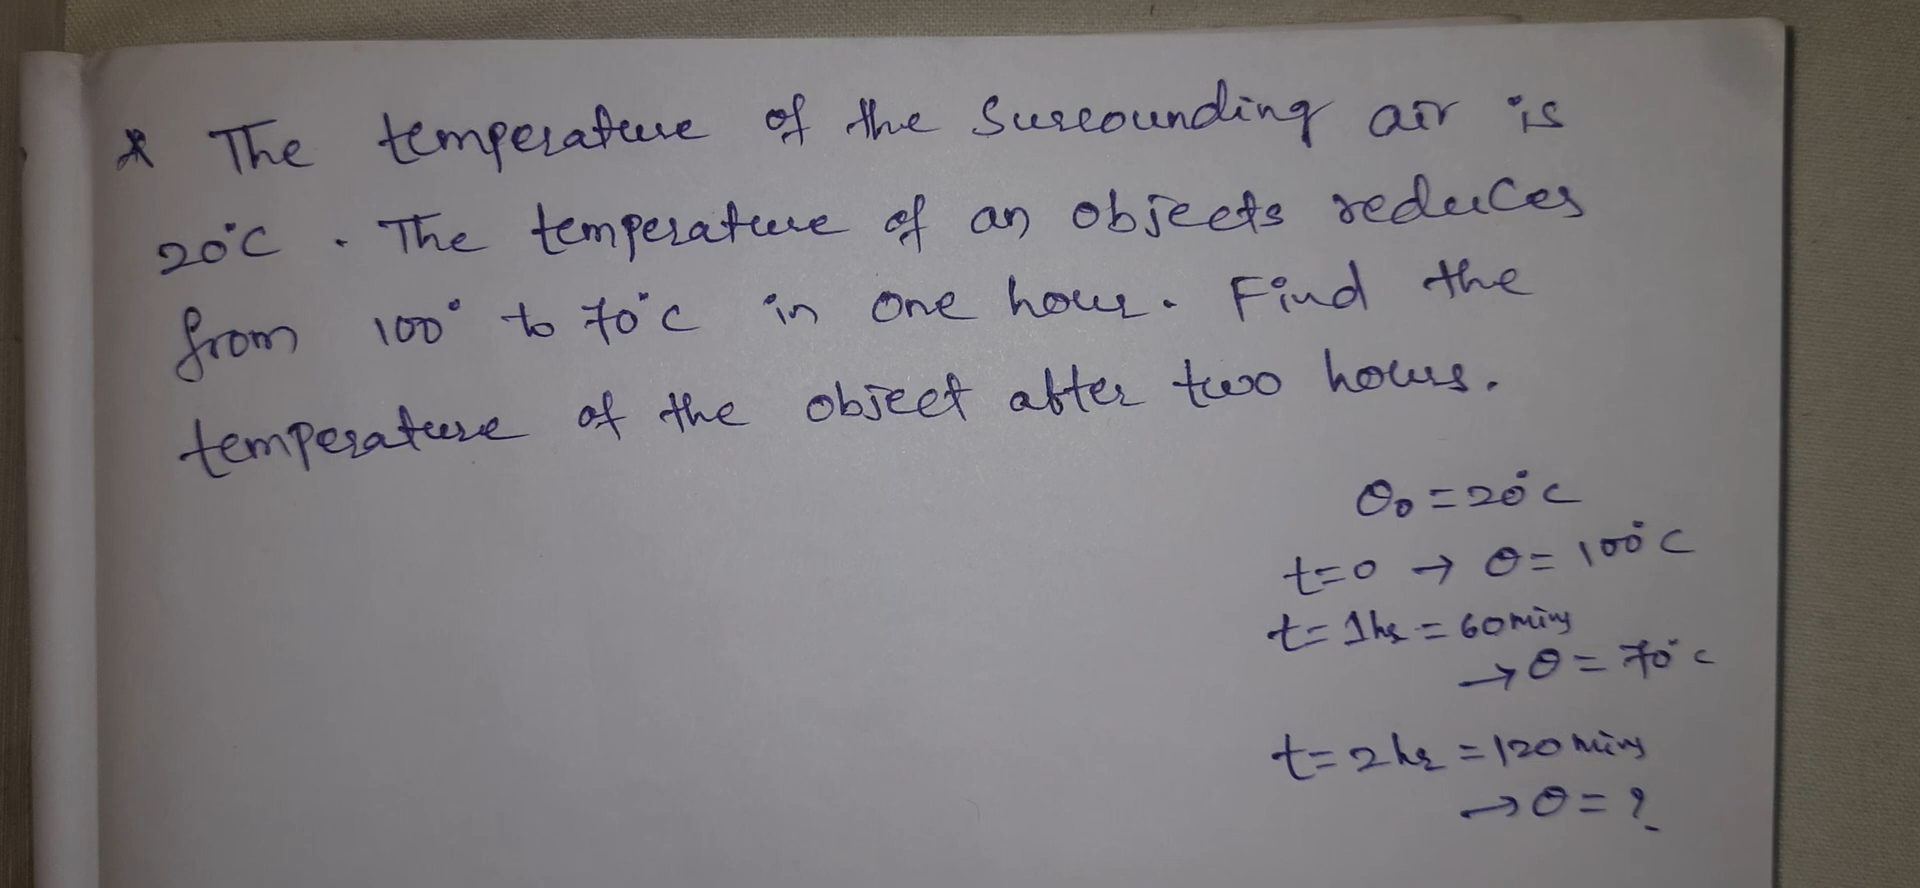 * The temperature of the Surrounding air is
20°C . The temperature of an objects reduces
from 100° to 70°C in one hour. Find the
temperature of the object after two hours.
θ₀ = 20°C
t=0 → θ= 100°C
t= 1hr = 60 mins
→ θ = 70°C
t= 2hr = 120 mins
→ θ = ?